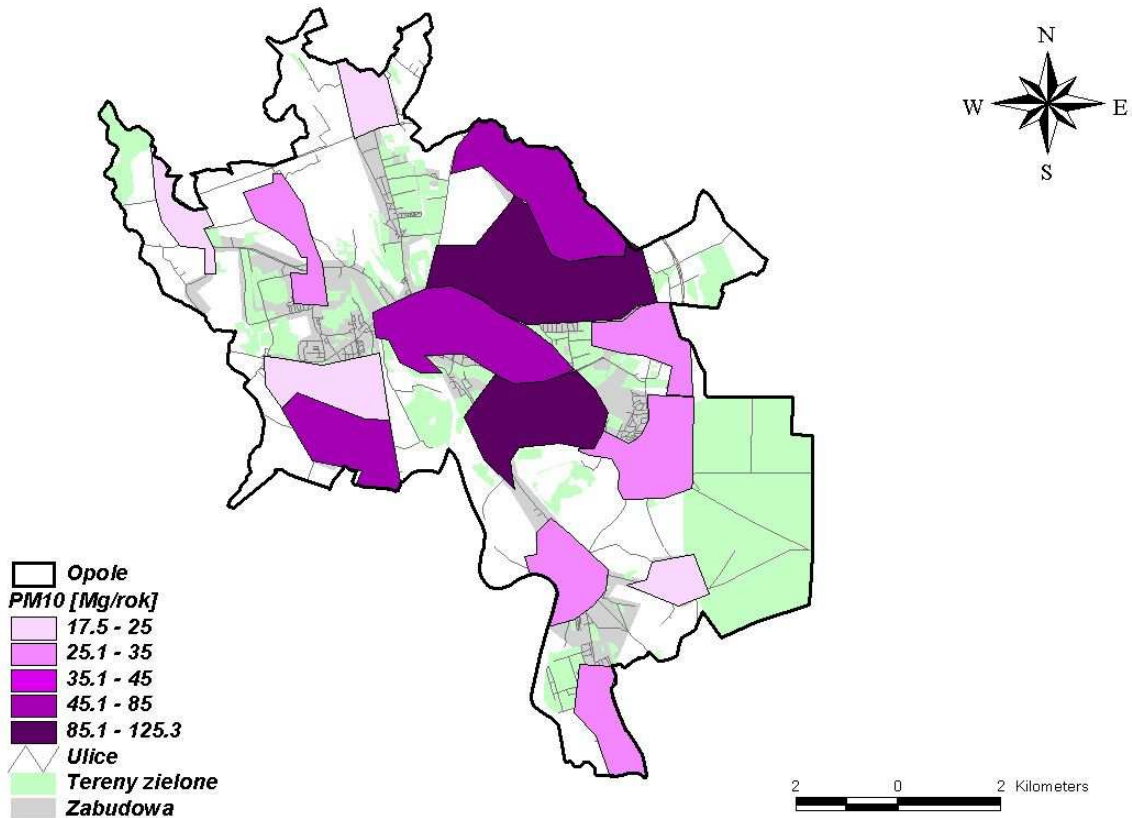 N
W E
S
Opole
PM10 [Mg/rok]
17.5 - 25
25.1 - 35
35.1 - 45
45.1 - 85
85.1 - 125.3
Ulice
Tereny zielone
Zabudowa
2 0 2 Kilometers